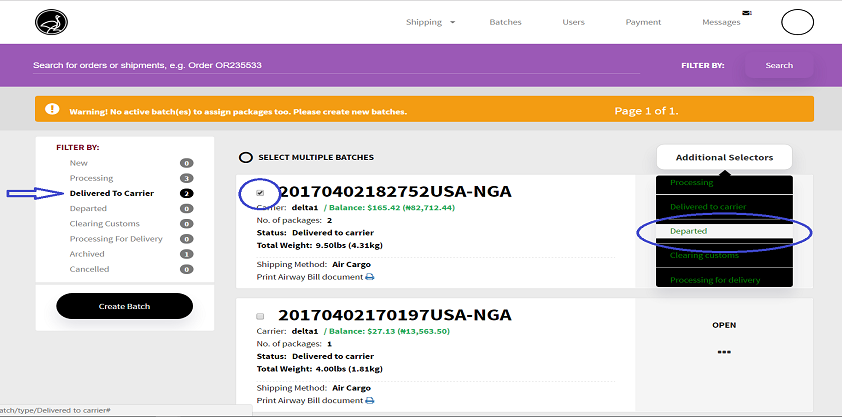 Shipping Batches Users Payment Messages
Search for orders or shipments, e.g. Order OR235533 FILTER BY: Search
Warning! No active batch(es) to assign packages too. Please create new batches. Page 1 of 1.
FILTER BY:
New 0
Processing 3
Delivered To Carrier 2
Departed 0
Clearing Customs 0
Processing For Delivery 0
Archived 1
Cancelled 0
Create Batch
SELECT MULTIPLE BATCHES
20170402182752USA-NGA
Carrier: delta1 / Balance: $165.42 (₦82,712.44)
No. of packages: 2
Status: Delivered to carrier
Total Weight: 9.50lbs (4.31kg)
Shipping Method: Air Cargo
Print Airway Bill document
Additional Selectors
Processing
Delivered to carrier
Departed
Clearing customs
Processing for delivery
20170402170197USA-NGA
Carrier: delta1 / Balance: $27.13 (₦13,563.50)
No. of packages: 1
Status: Delivered to carrier
Total Weight: 4.00lbs (1.81kg)
Shipping Method: Air Cargo
Print Airway Bill document
OPEN
atch/type/Delivered to carrier#